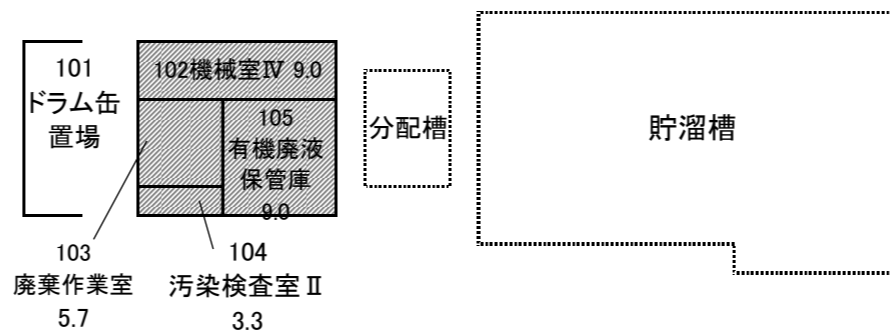 101
ドラム缶
置場
102機械室Ⅳ 9.0
105
有機廃液
保管庫
9.0
分配槽
貯溜槽
103
廃棄作業室
5.7
104
汚染検査室Ⅱ
3.3